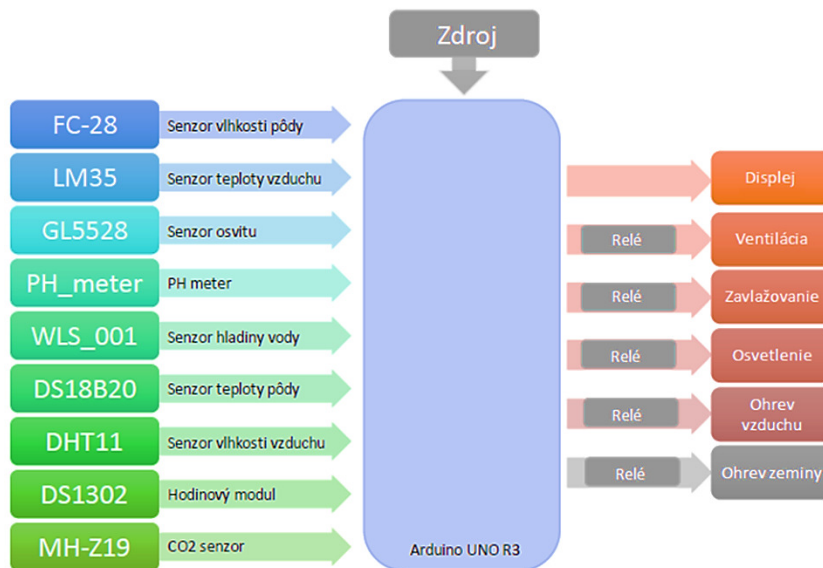 Zdroj
FC-28
Senzor vlhkosti pôdy
LM35
Senzor teploty vzduchu
GL5528
Senzor osvitu
PH_meter
PH meter
WLS_001
Senzor hladiny vody
DS18B20
Senzor teploty pôdy
DHT11
Senzor vlhkosti vzduchu
DS1302
Hodinový modul
MH-Z19
CO2 senzor
Arduino UNO R3
Displej
Relé
Ventilácia
Relé
Zavlažovanie
Relé
Osvetlenie
Relé
Ohrev
vzduchu
Relé
Ohrev zeminy